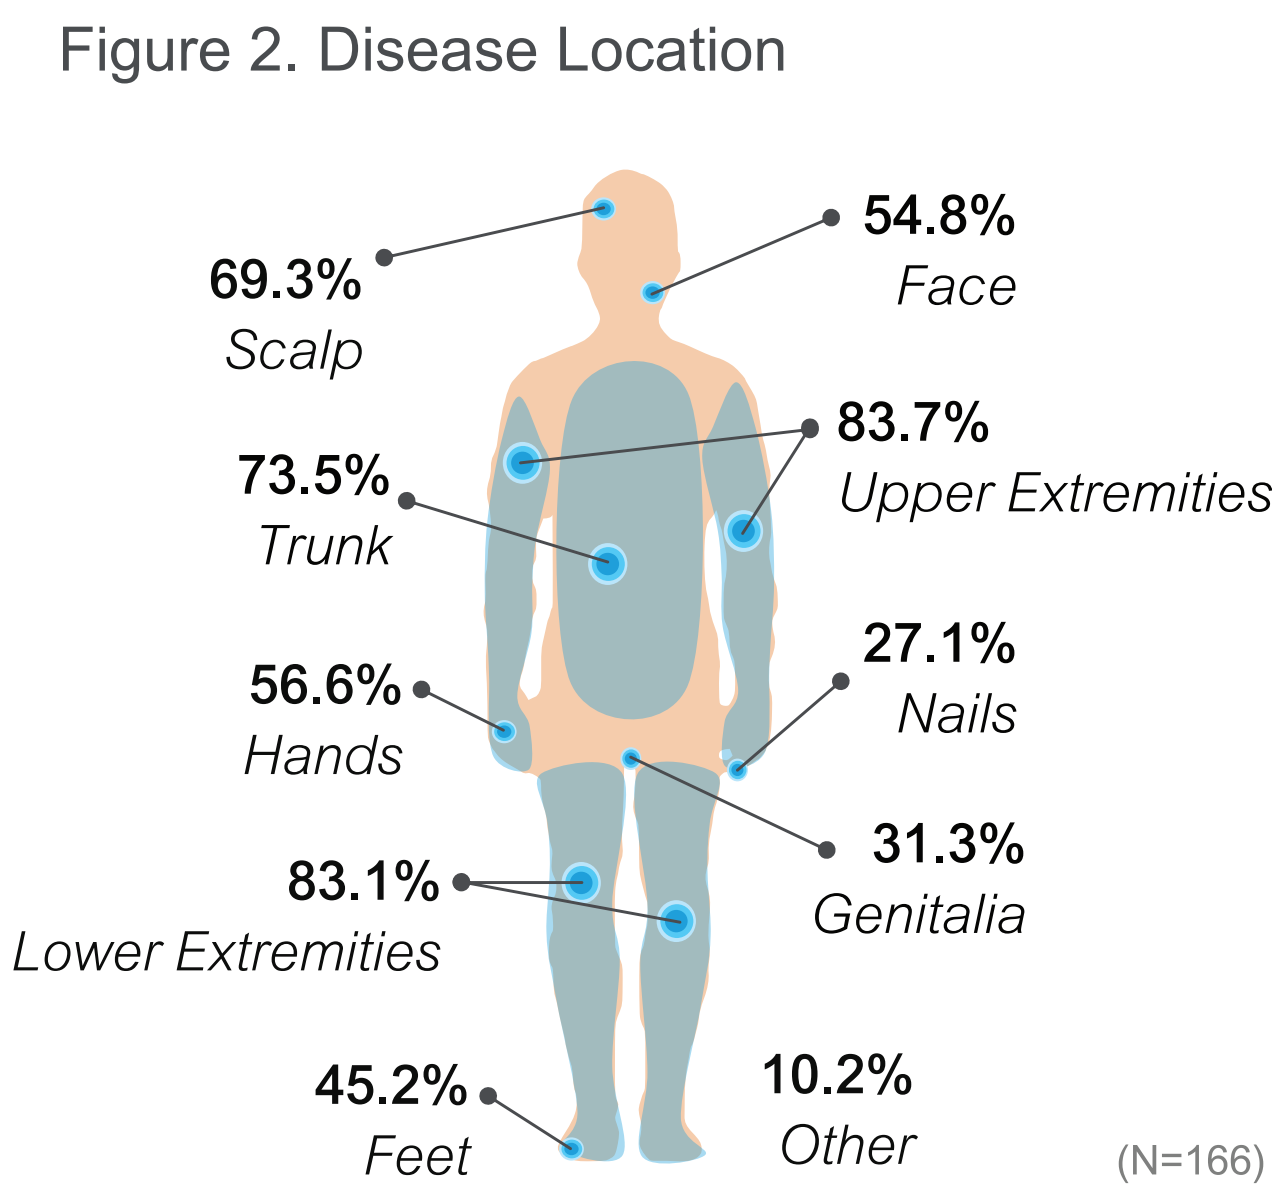 Figure 2. Disease Location
69.3%
Scalp
54.8%
Face
83.7%
Upper Extremities
73.5%
Trunk
27.1%
Nails
56.6%
Hands
31.3%
Genitalia
83.1%
Lower Extremities
45.2%
Feet
10.2%
Other
(N=166)